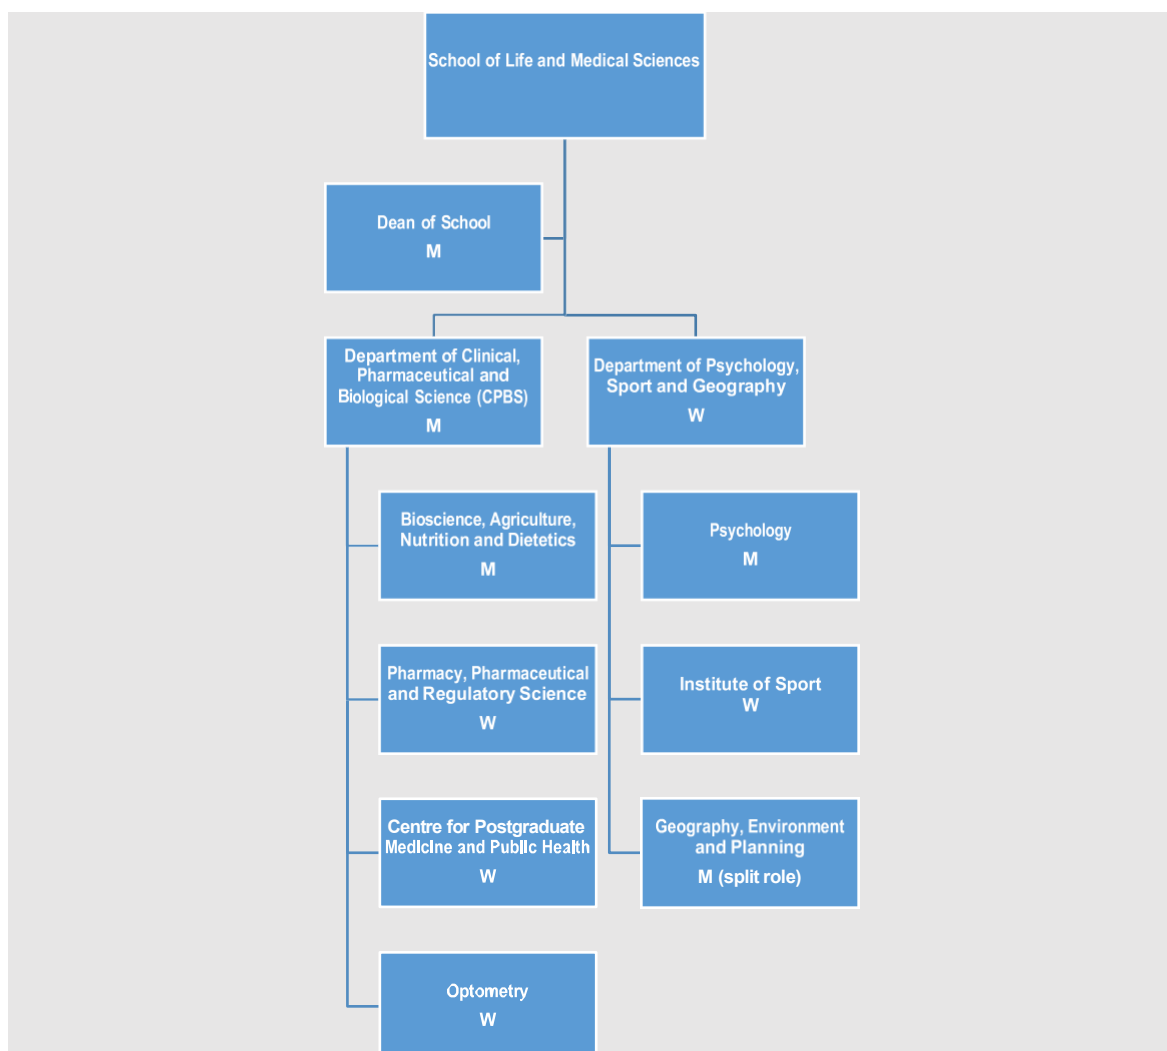 School of Life and Medical Sciences
Dean of School
M
Department of Clinical,
Pharmaceutical and
Biological Science (CPBS)
M
Department of Psychology,
Sport and Geography
W
Bioscience, Agriculture,
Nutrition and Dietetics
M
Psychology
M
Pharmacy, Pharmaceutical
and Regulatory Science
W
Institute of Sport
W
Centre for Postgraduate
Medicine and Public Health
W
Geography, Environment
and Planning
M (split role)
Optometry
W